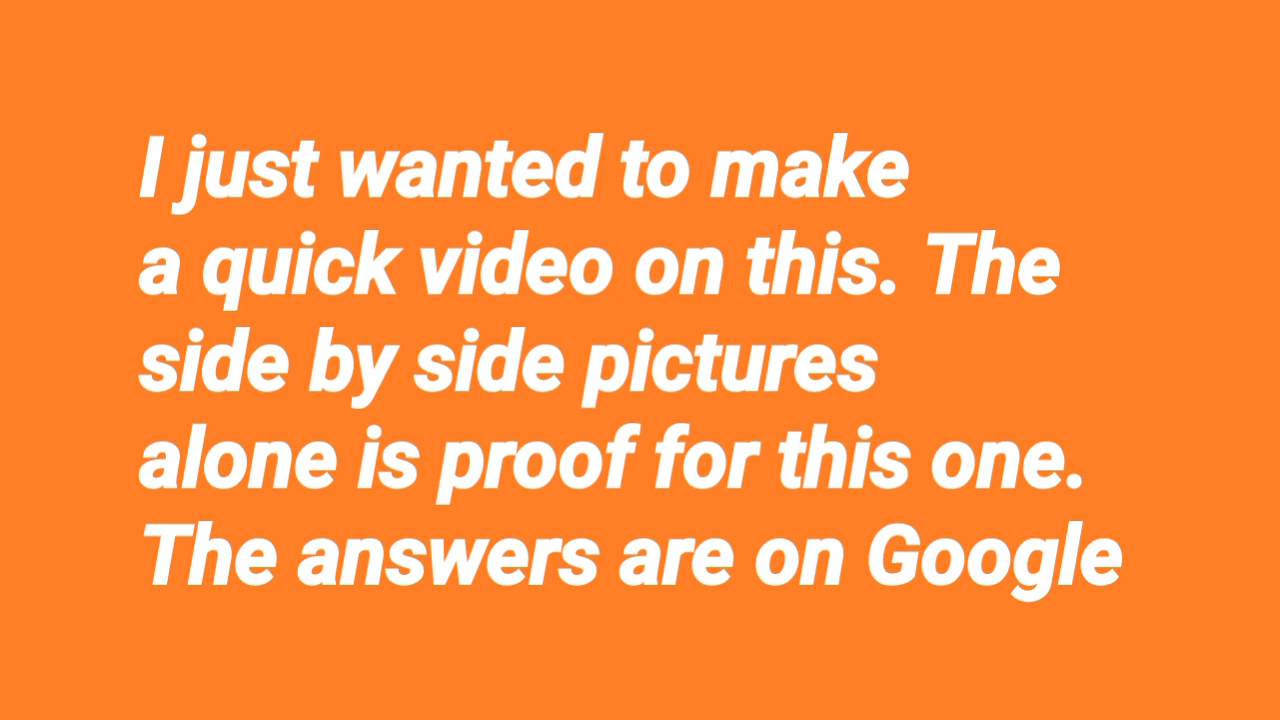 I just wanted to make
a quick video on this. The
side by side pictures
alone is proof for this one.
The answers are on Google